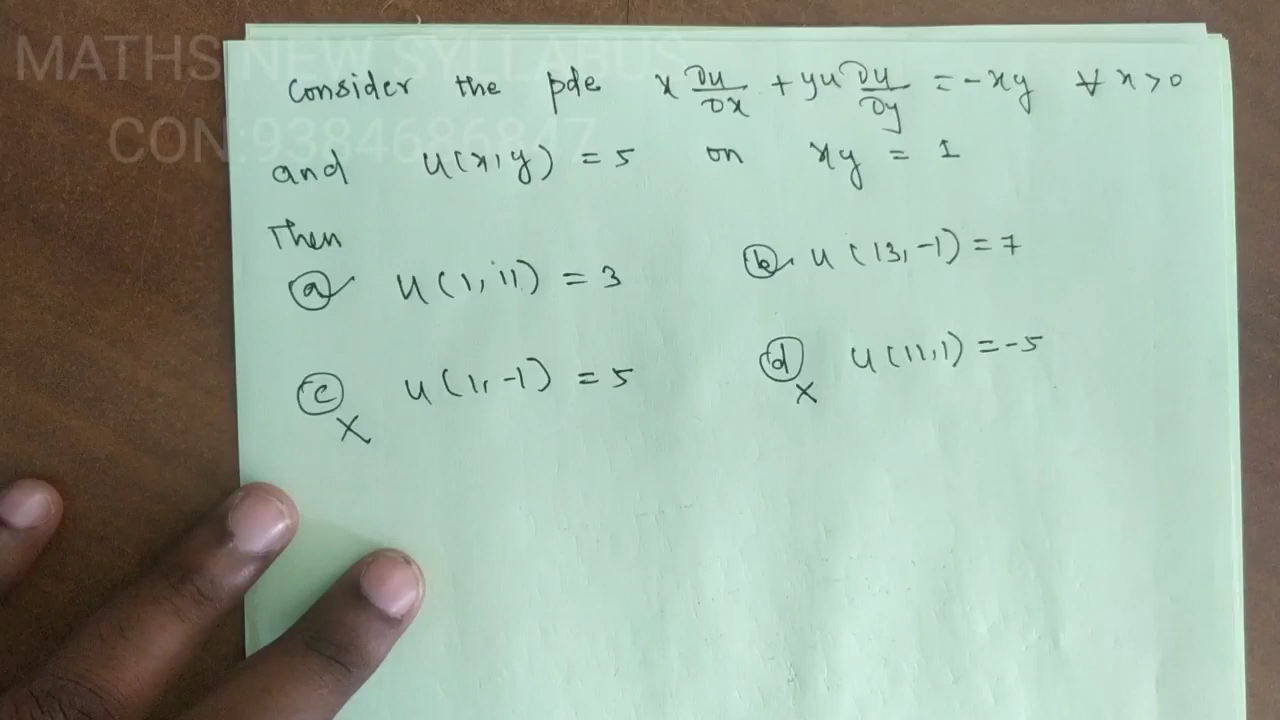 MATHS NEW SYLLABUS
CON:9384686847
Consider the pde x ∂u/∂x + yu ∂u/∂y = -xy ∀ x > 0
and u(x,y) = 5 on xy = 1
Then
ⓐ✓ u(1,11) = 3 ⓑ✓ u(13,-1) = 7
ⓒ✗ u(1,-1) = 5 ⓓ✗ u(11,1) = -5